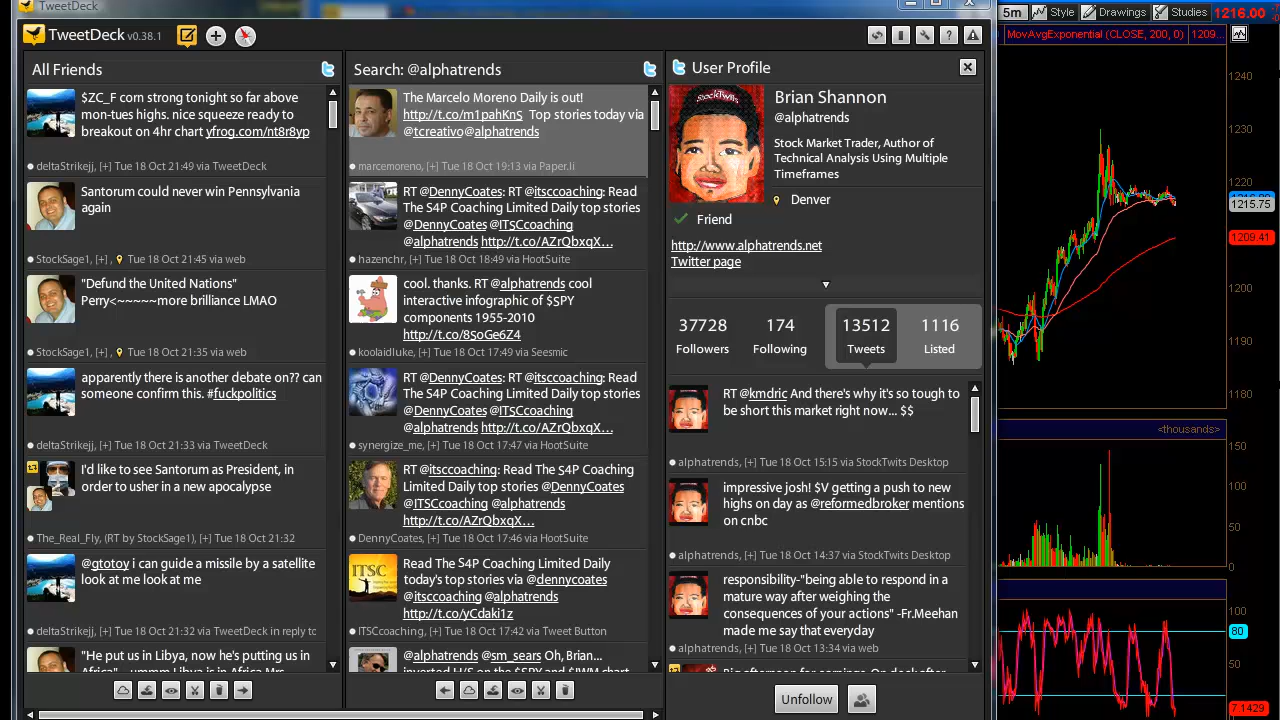 TweetDeck
TweetDeck v0.38.1
All Friends
$ZC_F corn strong tonight so far above
mon-tues highs. nice squeeze ready to
breakout on 4hr chart yfrog.com/nt8r8yp
deltaStrikejj, [+] Tue 18 Oct 21:49 via TweetDeck
Santorum could never win Pennsylvania
again
StockSage1, [+] , Tue 18 Oct 21:45 via web
"Defend the United Nations"
Perry<~~~~~more brilliance LMAO
StockSage1, [+] , Tue 18 Oct 21:35 via web
apparently there is another debate on?? can
someone confirm this. #fuckpolitics
deltaStrikejj, [+] Tue 18 Oct 21:33 via TweetDeck
I'd like to see Santorum as President, in
order to usher in a new apocalypse
The_Real_Fly, (RT by StockSage1), [+] Tue 18 Oct 21:32
@gtotoy i can guide a missile by a satellite
look at me look at me
deltaStrikejj, [+] Tue 18 Oct 21:32 via TweetDeck in reply to
"He put us in Libya, now he's putting us in
Search: @alphatrends
The Marcelo Moreno Daily is out!
http://t.co/m1pahKnS Top stories today via
@tcreativo@alphatrends
marcemoreno, [+] Tue 18 Oct 19:13 via Paper.li
RT @DennyCoates: RT @itsccoaching: Read
The S4P Coaching Limited Daily top stories
@DennyCoates @ITSCcoaching
@alphatrends http://t.co/AZrQbxqX...
hazenchr, [+] Tue 18 Oct 18:49 via HootSuite
cool. thanks. RT @alphatrends cool
interactive infographic of $SPY
components 1955-2010
http://t.co/8SoGe6Z4
koolaidluke, [+] Tue 18 Oct 17:49 via Seesmic
RT @DennyCoates: RT @itsccoaching: Read
The S4P Coaching Limited Daily top stories
@DennyCoates @ITSCcoaching
@alphatrends http://t.co/AZrQbxqX...
synergize_me, [+] Tue 18 Oct 17:47 via HootSuite
RT @itsccoaching: Read The S4P Coaching
Limited Daily top stories @DennyCoates
@ITSCcoaching @alphatrends
http://t.co/AZrQbxqX...
DennyCoates, [+] Tue 18 Oct 17:46 via HootSuite
ITSC
Read The S4P Coaching Limited Daily
today's top stories via @dennycoates
@itsccoaching @alphatrends
http://t.co/yCdaki1z
ITSCcoaching, [+] Tue 18 Oct 17:42 via Tweet Button
@alphatrends @sm_sears Oh, Brian...
User Profile
StockTwits
Brian Shannon
@alphatrends
Stock Market Trader, Author of
Technical Analysis Using Multiple
Timeframes
Denver
Friend
http://www.alphatrends.net
Twitter page
37728 174 13512 1116
Followers Following Tweets Listed
RT @kmdric And there's why it's so tough to
be short this market right now... $$
alphatrends, [+] Tue 18 Oct 15:15 via StockTwits Desktop
impressive josh! $V getting a push to new
highs on day as @reformedbroker mentions
on cnbc
alphatrends, [+] Tue 18 Oct 14:37 via StockTwits Desktop
responsibility-"being able to respond in a
mature way after weighing the
consequences of your actions" -Fr.Meehan
made me say that everyday
alphatrends, [+] Tue 18 Oct 13:34 via web
Unfollow
5m Style Drawings Studies 1216.00
MovAvgExponential (CLOSE, 200, 0) 1209...
1240
1230
1220
1215.75
1209.41
1200
1190
1180
<thousands>
150
100
50
0
100
80
50
7.1429